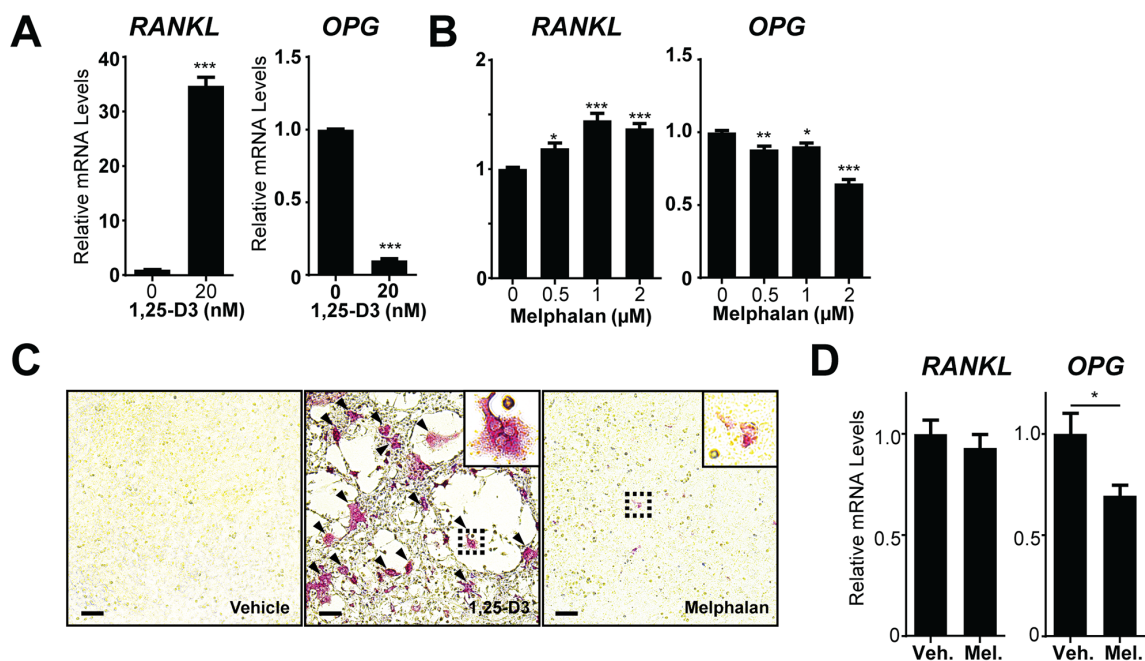 A
RANKL
OPG
B
RANKL
OPG
Relative mRNA Levels
40
30
20
10
0
***
0
20
1,25-D3 (nM)
Relative mRNA Levels
1.5
1.0
0.5
0
***
0
20
1,25-D3 (nM)
2
1
0
*
***
***
0
0.5
1
2
Melphalan (µM)
1.5
1.0
0.5
0
**
*
***
0
0.5
1
2
Melphalan (µM)
C
Vehicle
1,25-D3
Melphalan
D
RANKL
OPG
Relative mRNA Levels
1.0
0.5
0
Veh.
Mel.
1.0
0.5
0
*
Veh.
Mel.